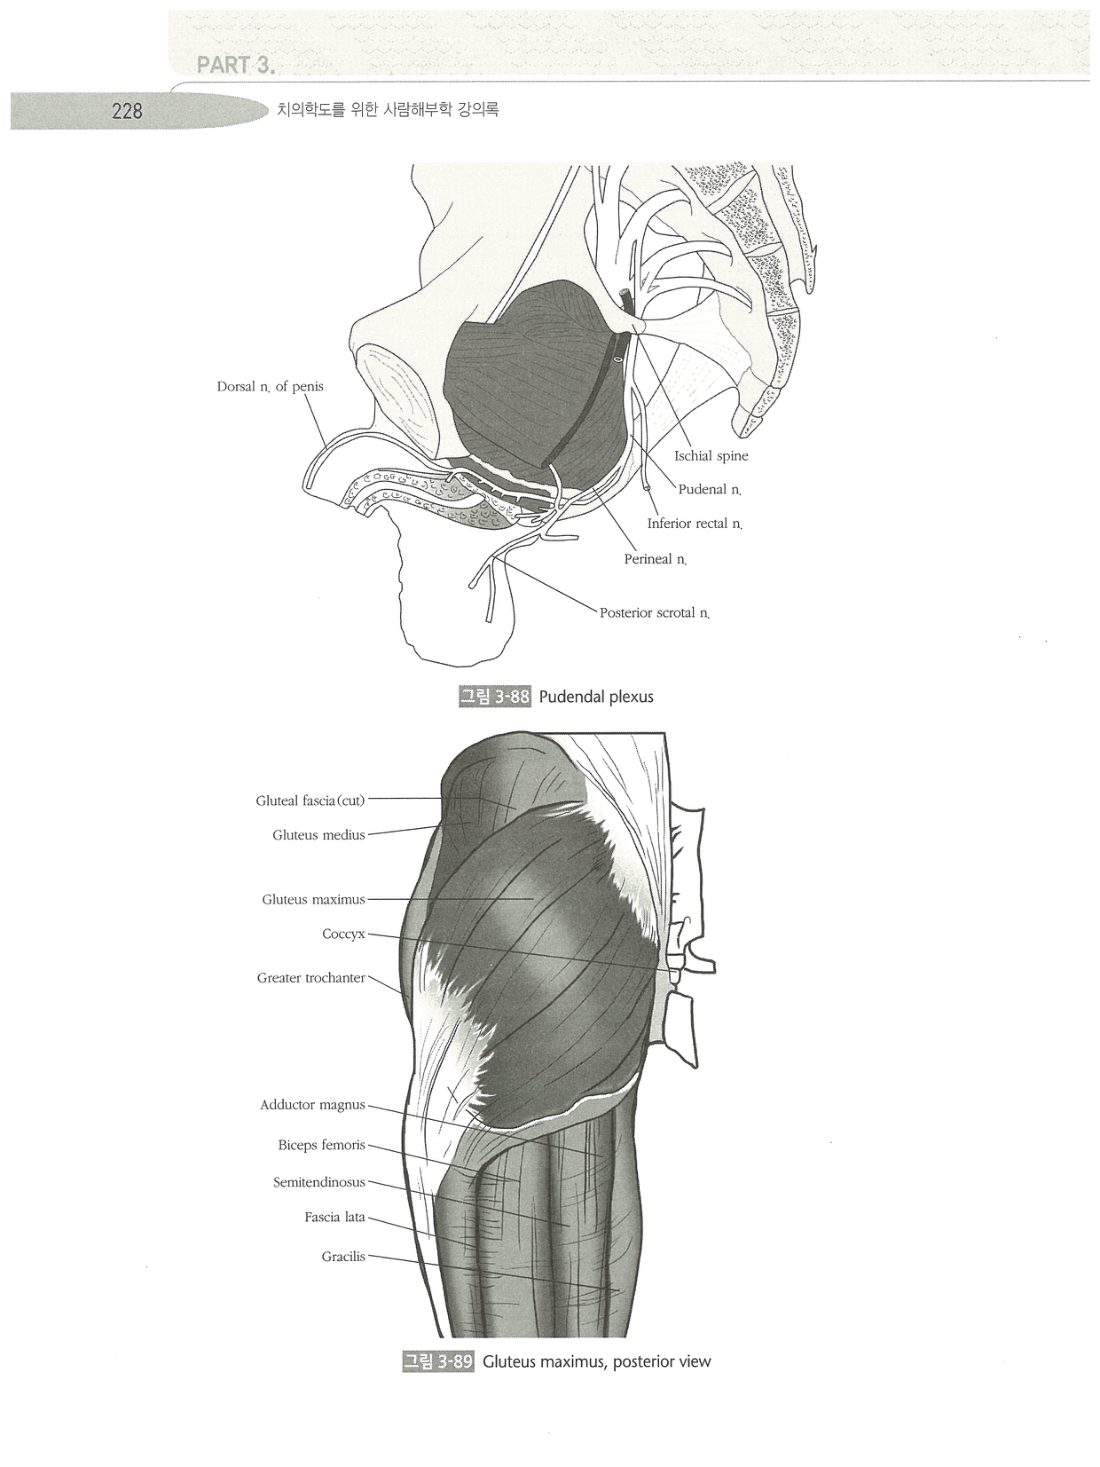 PART 3.
228
치의학도를 위한 사람해부학 강의록
Dorsal n. of penis
Ischial spine
Pudenal n.
Inferior rectal n.
Perineal n.
Posterior scrotal n.
그림 3-88 Pudendal plexus
Gluteal fascia(cut)
Gluteus medius
Gluteus maximus
Coccyx
Greater trochanter
Adductor magnus
Biceps femoris
Semitendinosus
Fascia lata
Gracilis
그림 3-89 Gluteus maximus, posterior view